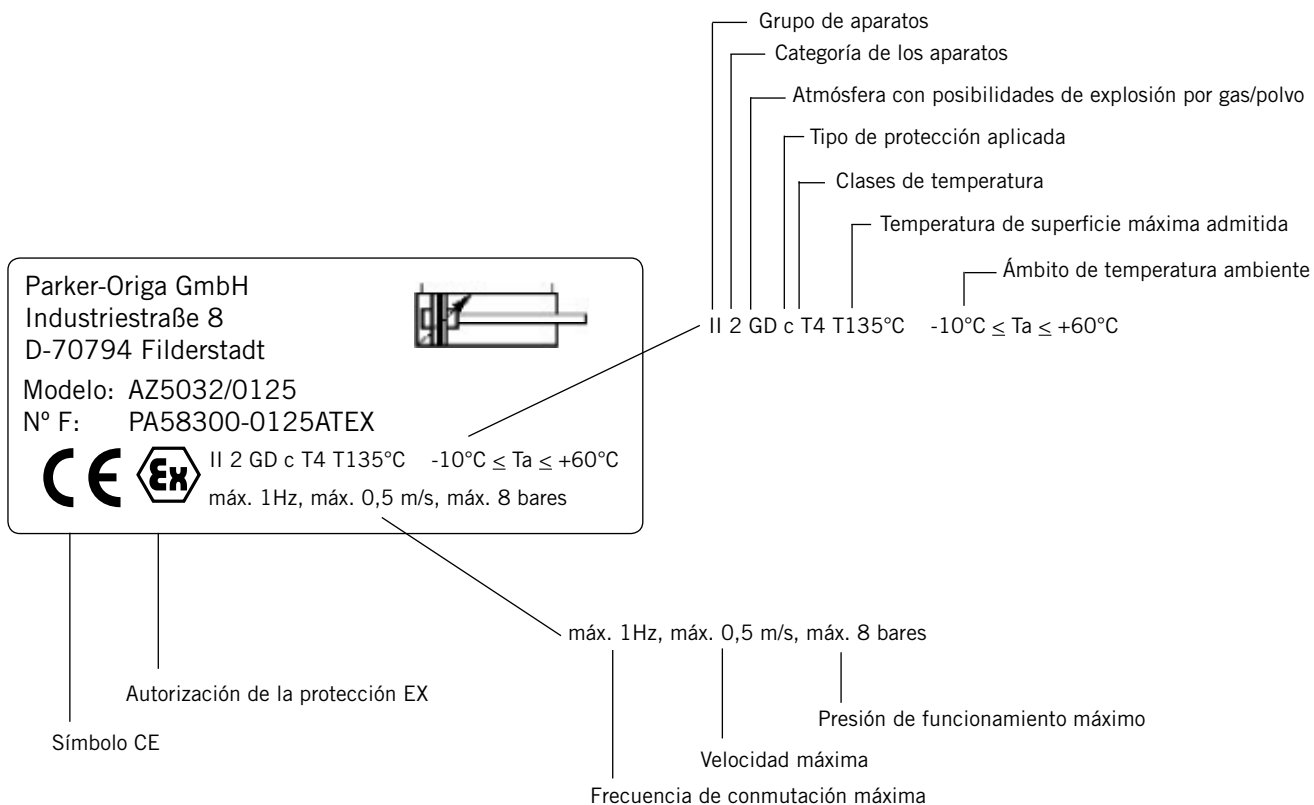 Grupo de aparatos
Categoría de los aparatos
Atmósfera con posibilidades de explosión por gas/polvo
Tipo de protección aplicada
Clases de temperatura
Temperatura de superficie máxima admitida
Ámbito de temperatura ambiente
II 2 GD c T4 T135°C -10°C ≤ Ta ≤ +60°C
Parker-Origa GmbH
Industriestraße 8
D-70794 Filderstadt
Modelo: AZ5032/0125
Nº F: PA58300-0125ATEX
CE Ex II 2 GD c T4 T135°C -10°C ≤ Ta ≤ +60°C
máx. 1Hz, máx. 0,5 m/s, máx. 8 bares
máx. 1Hz, máx. 0,5 m/s, máx. 8 bares
Autorización de la protección EX
Presión de funcionamiento máximo
Símbolo CE
Velocidad máxima
Frecuencia de conmutación máxima